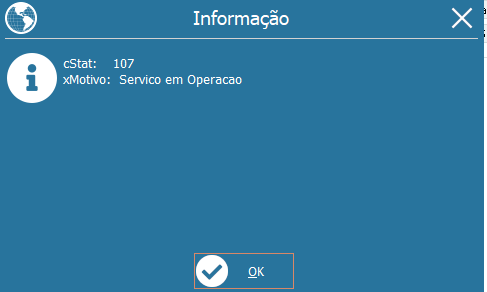 Informação
cStat: 107
xMotivo: Servico em Operacao
OK